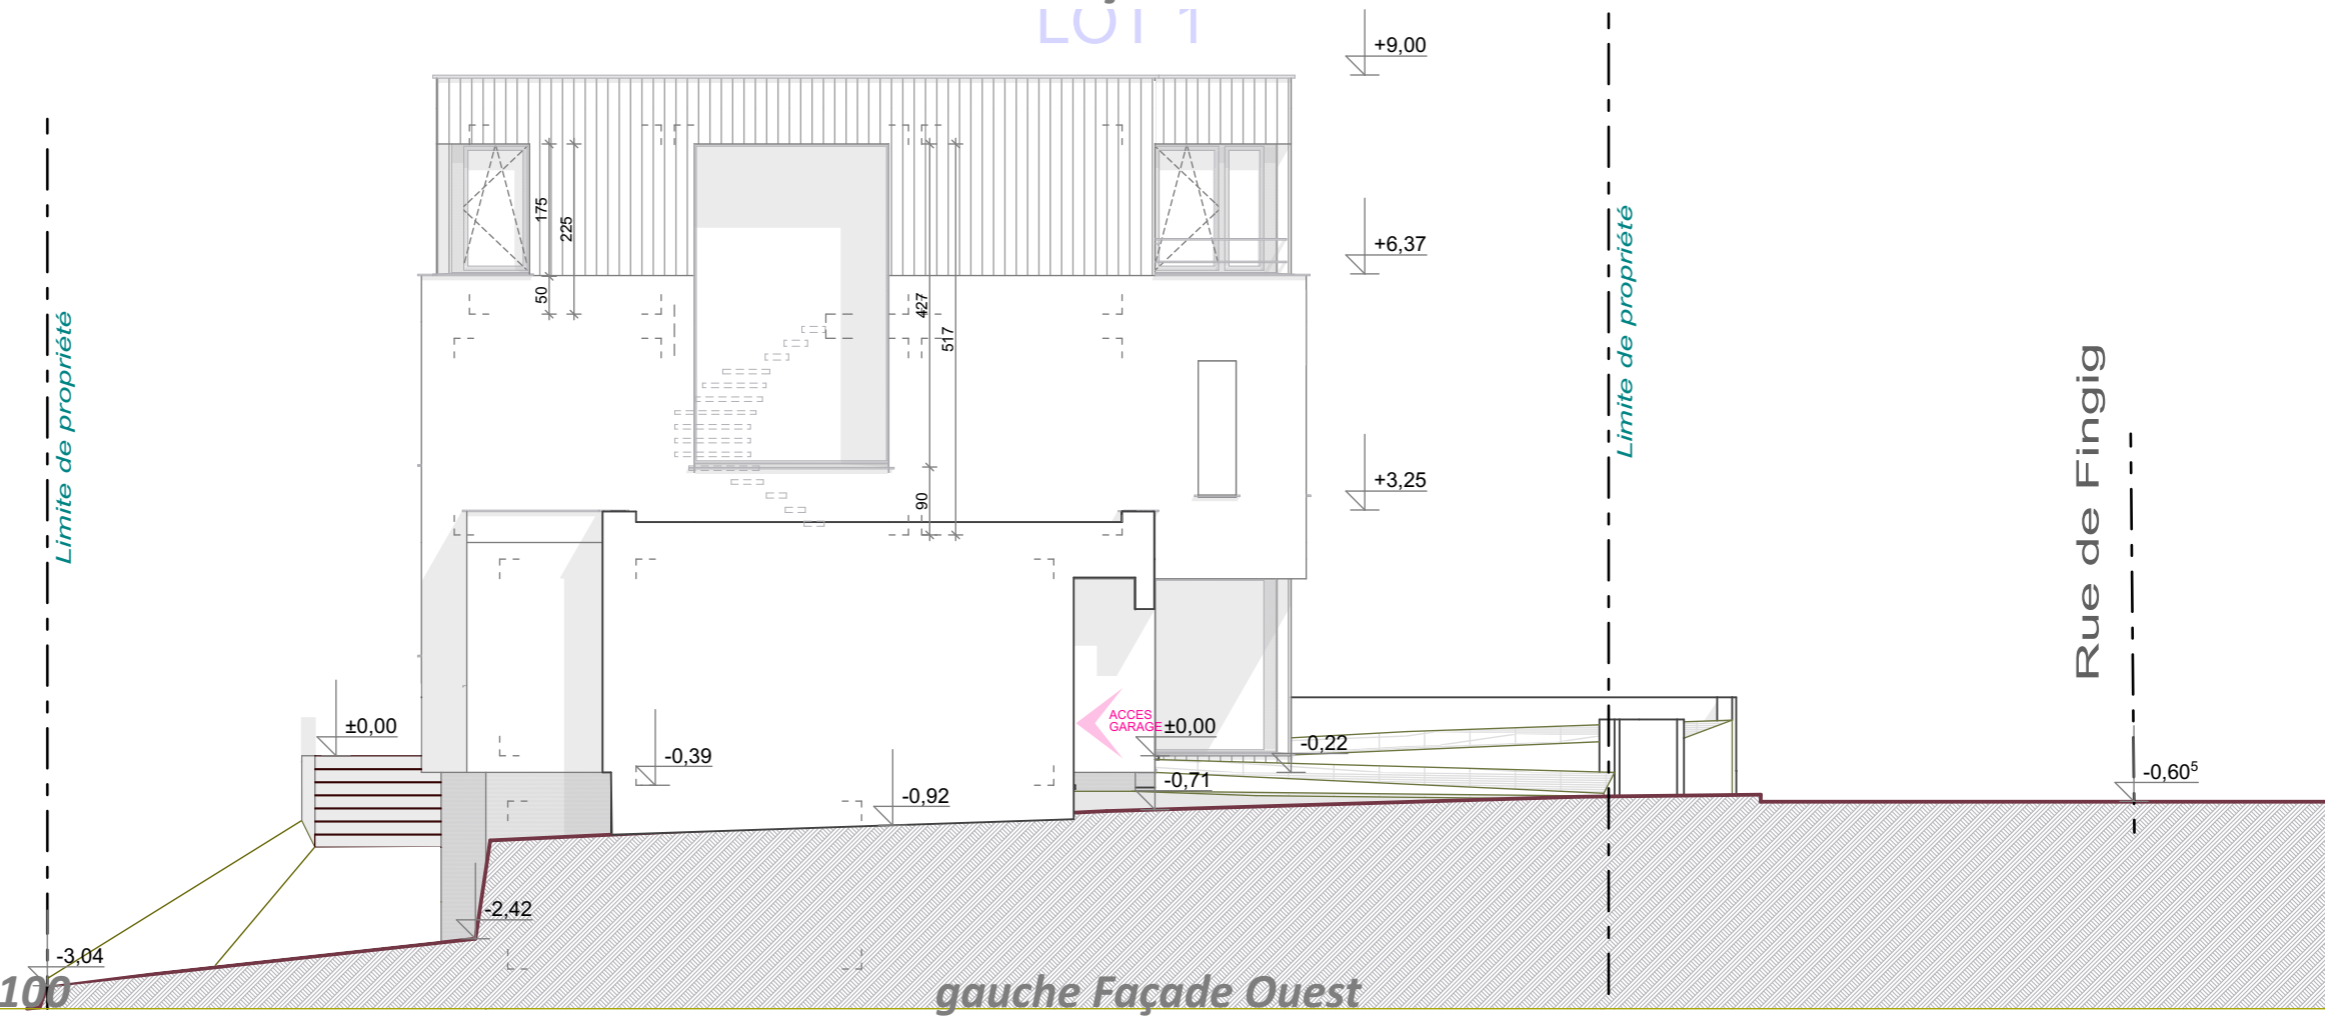 LOT 1
+9,00
175
225
+6,37
50
427
517
+3,25
90
Limite de propriété
Limite de propriété
Rue de Fingig
±0,00
ACCES
GARAGE
±0,00
-0,39
-0,22
-0,71
-0,60⁵
-0,92
-2,42
-3,04
100
gauche Façade Ouest